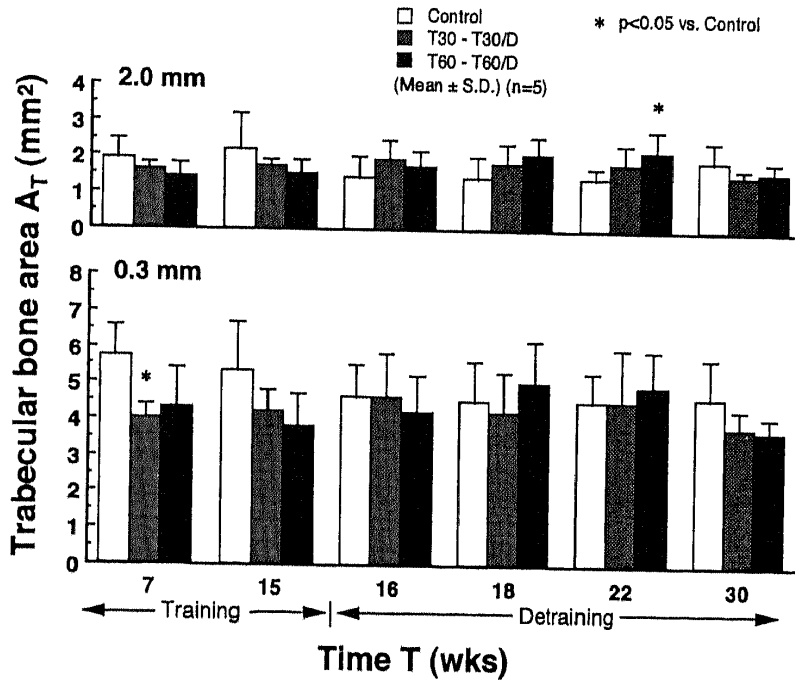 Control
T30 - T30/D
T60 - T60/D
(Mean ± S.D.) (n=5)
* p<0.05 vs. Control
Trabecular bone area A_T (mm²)
2.0 mm
4
3
2
1
0
*
0.3 mm
8
7
6
5
4
3
2
1
0
*
7 15 16 18 22 30
Training Detraining
Time T (wks)